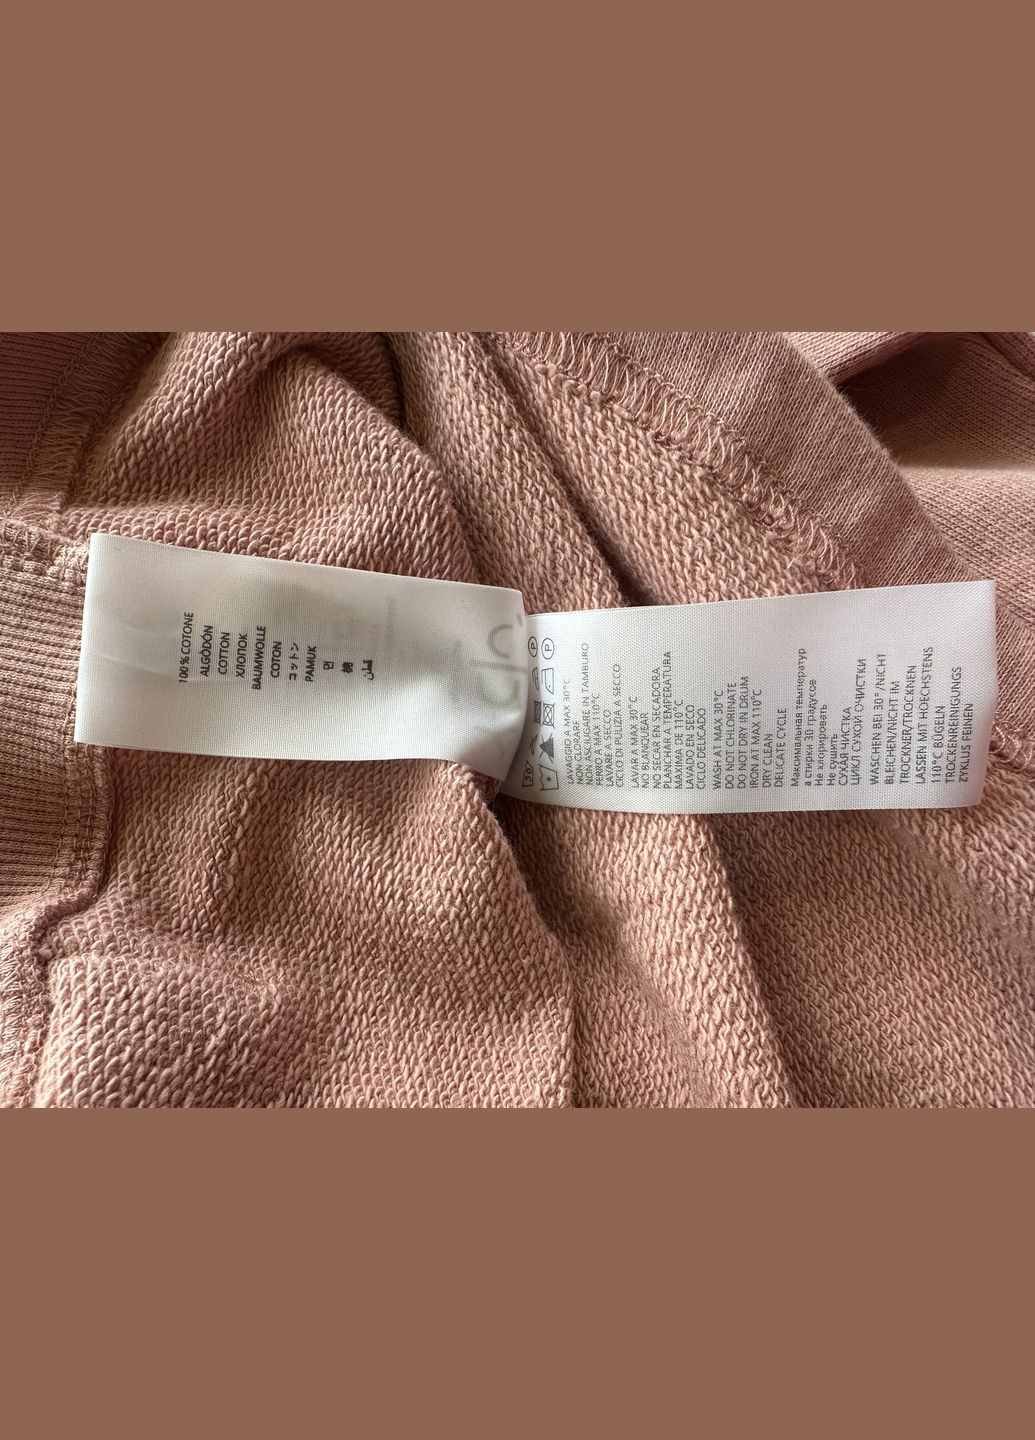 100% COTONE
ALGODÓN
COTTON
ХЛОПОК
BAUMWOLLE
COTON
コットン
PAMUK
면
棉
قطن
30
P
P
LAVAGGIO A MAX 30°C
NON CLORARE
NON ASCIUGARE IN TAMBURO
FERRO A MAX 110°C
LAVARE A SECCO
CICLO DI PULIZIA A SECCO
LAVAR A MAX 30°C
NO BLANQUEAR
NO SECAR EN SECADORA
PLANCHAR A TEMPERATURA
MAXIMA DE 110°C
LAVADO EN SECO
CICLO DELICADO
WASH AT MAX 30°C
DO NOT CHLORINATE
DO NOT DRY IN DRUM
IRON AT MAX 110°C
DRY CLEAN
DELICATE CYCLE
Максимальная температур
а стирки 30 градусов
Не хлорировать
Не сушить
СУХАЯ ЧИСТКА
ЦИКЛ СУХОЙ ОЧИСТКИ
WASCHEN BEI 30° /NICHT
BLEICHEN/NICHT IM
TROCKNER/TROCKNEN
LASSEN MIT HOECHSTENS
110°C BÜGELN
TROCKENREINIGUNGS
ZYKLUS FEINEN